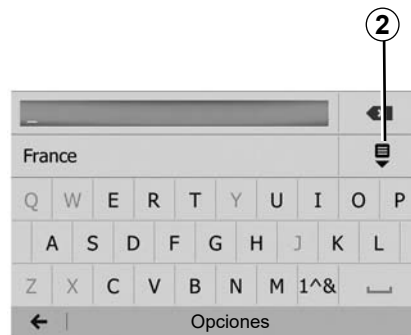 2
_
France
Q W E R T Y U I O P
A S D F G H J K L
Z X C V B N M 1^&
Opciones